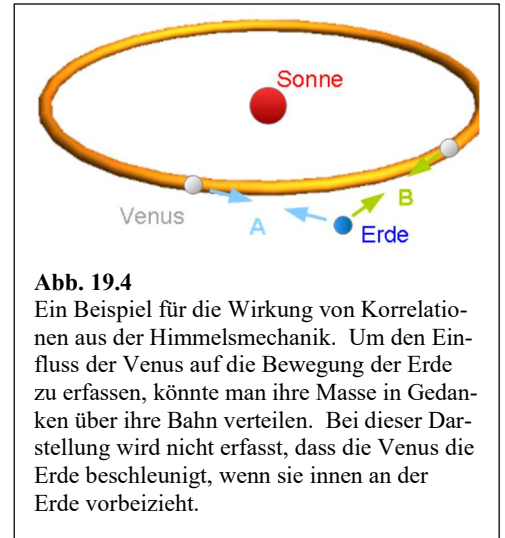 Sonne
B
Venus
A
Erde
Abb. 19.4
Ein Beispiel für die Wirkung von Korrelatio-
nen aus der Himmelsmechanik. Um den Ein-
fluss der Venus auf die Bewegung der Erde
zu erfassen, könnte man ihre Masse in Gedan-
ken über ihre Bahn verteilen. Bei dieser Dar-
stellung wird nicht erfasst, dass die Venus die
Erde beschleunigt, wenn sie innen an der
Erde vorbeizieht.